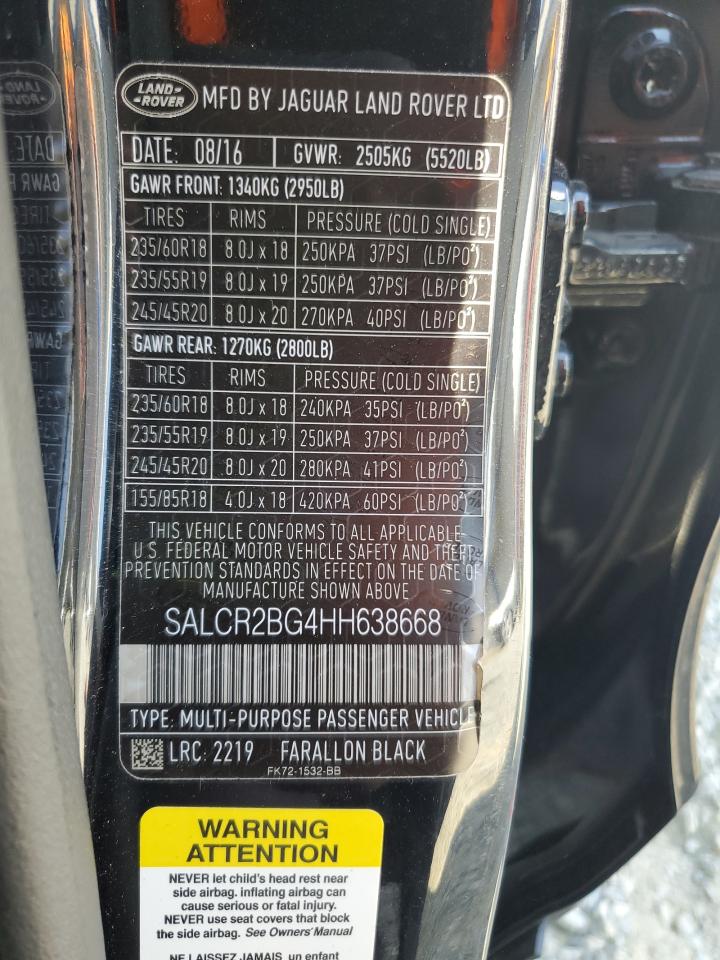 LAND-ROVER MFD BY JAGUAR LAND ROVER LTD
DATE: 08/16 GVWR: 2505KG (5520LB)
GAWR FRONT: 1340KG (2950LB)
TIRES RIMS PRESSURE (COLD SINGLE)
235/60R18 8.0J x 18 250KPA 37PSI (LB/PO²)
235/55R19 8.0J x 19 250KPA 37PSI (LB/PO²)
245/45R20 8.0J x 20 270KPA 40PSI (LB/PO²)
GAWR REAR: 1270KG (2800LB)
TIRES RIMS PRESSURE (COLD SINGLE)
235/60R18 8.0J x 18 240KPA 35PSI (LB/PO²)
235/55R19 8.0J x 19 250KPA 37PSI (LB/PO²)
245/45R20 8.0J x 20 280KPA 41PSI (LB/PO²)
155/85R18 4.0J x 18 420KPA 60PSI (LB/PO²)
THIS VEHICLE CONFORMS TO ALL APPLICABLE
U.S. FEDERAL MOTOR VEHICLE SAFETY AND THEFT
PREVENTION STANDARDS IN EFFECT ON THE DATE OF
MANUFACTURE SHOWN ABOVE
SALCR2BG4HH638668
TYPE: MULTI-PURPOSE PASSENGER VEHICLE
LRC: 2219 FARALLON BLACK
FK72-1532-BB
WARNING
ATTENTION
NEVER let child's head rest near
side airbag. inflating airbag can
cause serious or fatal injury.
NEVER use seat covers that block
the side airbag. See Owners' Manual
NE LAISSEZ JAMAIS un enfant